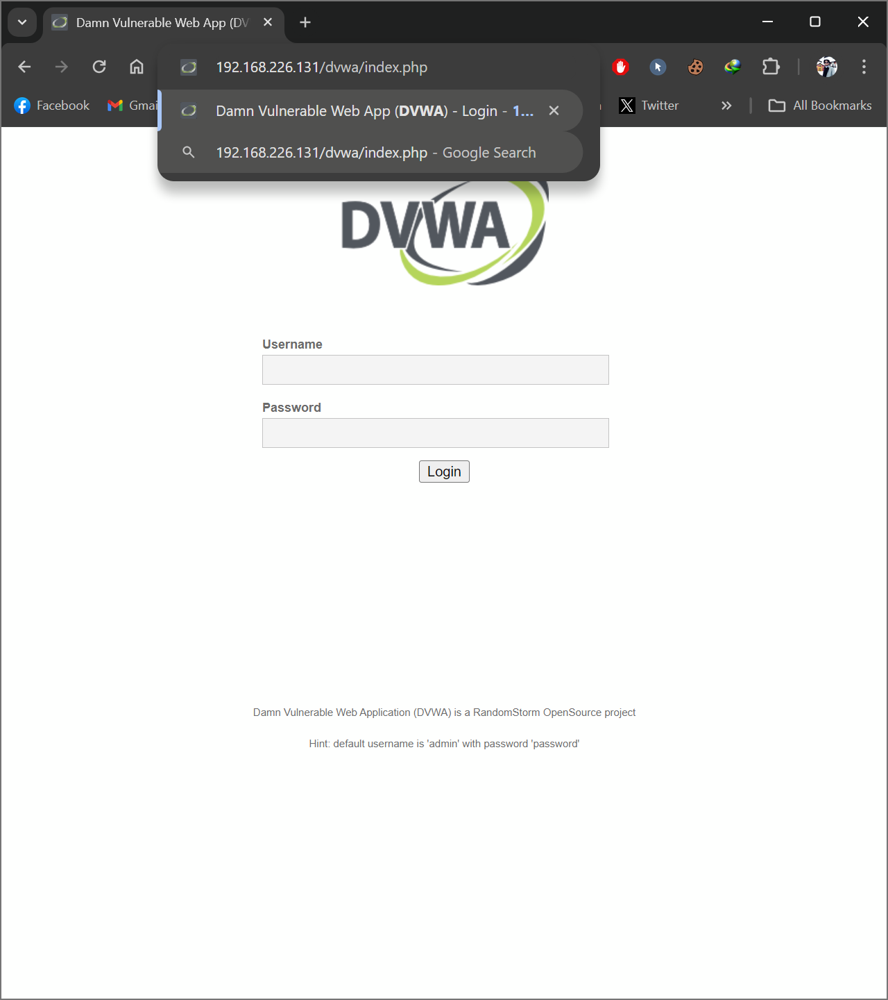 Damn Vulnerable Web App (DV
192.168.226.131/dvwa/index.php
Facebook
Gmai
Damn Vulnerable Web App (DVWA) - Login - 1...
Twitter
All Bookmarks
192.168.226.131/dvwa/index.php - Google Search
DVWA
Username
Password
Login
Damn Vulnerable Web Application (DVWA) is a RandomStorm OpenSource project
Hint: default username is 'admin' with password 'password'